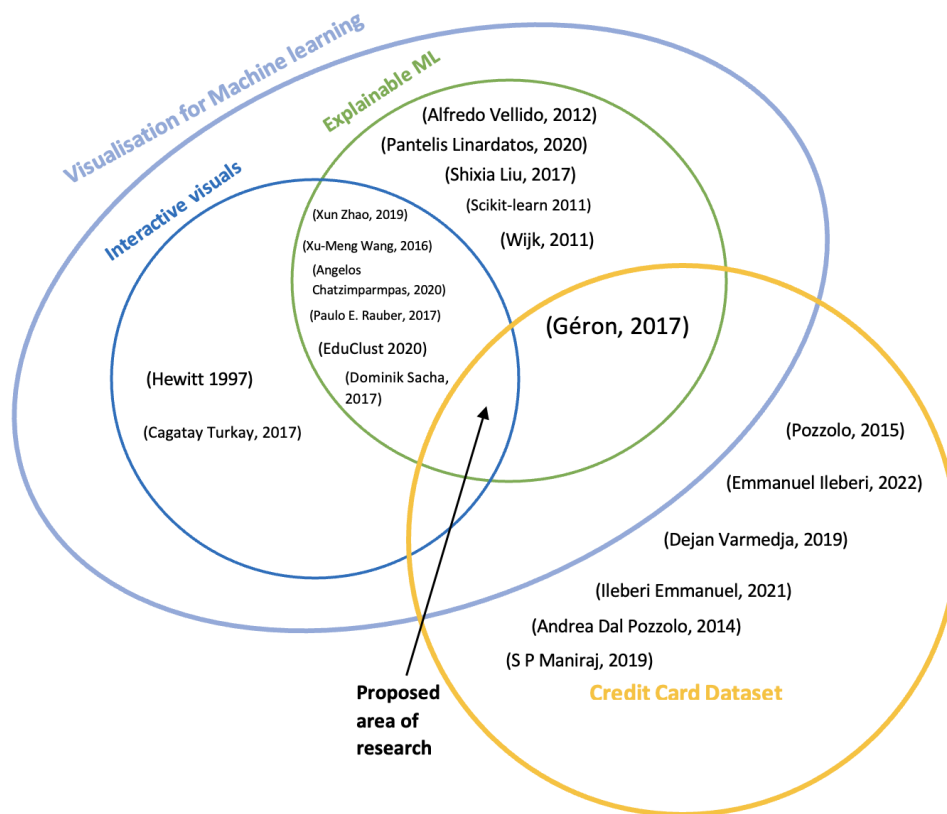 Visualisation for Machine learning
Explainable ML
Interactive visuals
(Alfredo Vellido, 2012)
(Pantelis Linardatos, 2020)
(Shixia Liu, 2017)
(Scikit-learn 2011)
(Wijk, 2011)
(Xun Zhao, 2019)
(Xu-Meng Wang, 2016)
(Angelos
Chatzimparmpas, 2020)
(Paulo E. Rauber, 2017)
(EduClust 2020)
(Dominik Sacha,
2017)
(Géron, 2017)
(Hewitt 1997)
(Cagatay Turkay, 2017)
(Pozzolo, 2015)
(Emmanuel Ileberi, 2022)
(Dejan Varmedja, 2019)
(Ileberi Emmanuel, 2021)
(Andrea Dal Pozzolo, 2014)
(S P Maniraj, 2019)
Credit Card Dataset
Proposed
area of
research